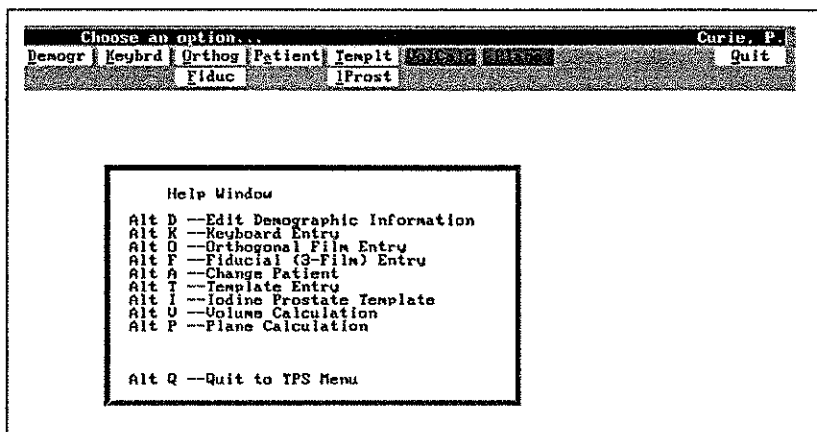 Choose an option... Curie, P.
Demogr Keybrd Orthog Patient Templt VolCalc Plane Quit
Fiduc IProst
Help Window
Alt D --Edit Demographic Information
Alt K --Keyboard Entry
Alt O --Orthogonal Film Entry
Alt F --Fiducial (3-Film) Entry
Alt A --Change Patient
Alt T --Template Entry
Alt I --Iodine Prostate Template
Alt V --Volume Calculation
Alt P --Plane Calculation
Alt Q --Quit to TPS Menu